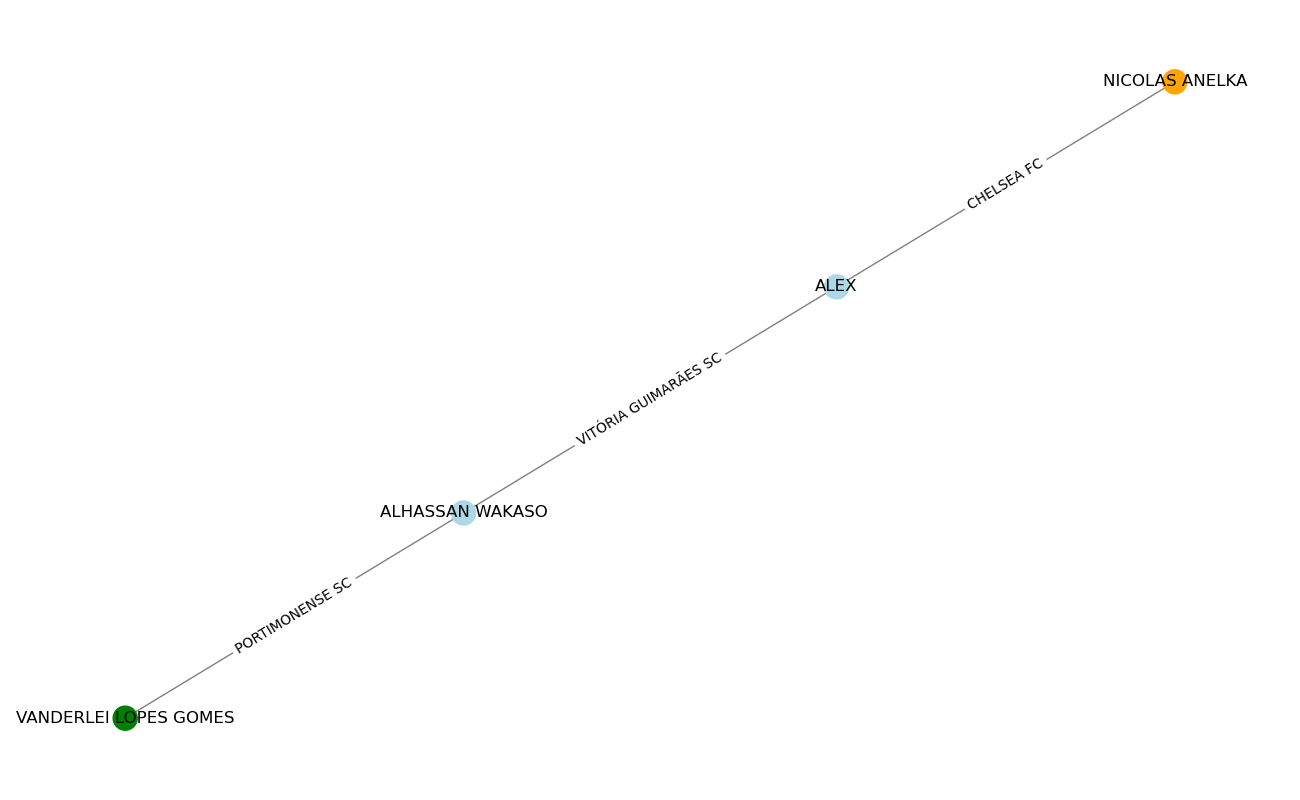 NICOLAS ANELKA
CHELSEA FC
ALEX
VITÓRIA GUIMARÃES SC
ALHASSAN WAKASO
PORTIMONENSE SC
VANDERLEI LOPES GOMES